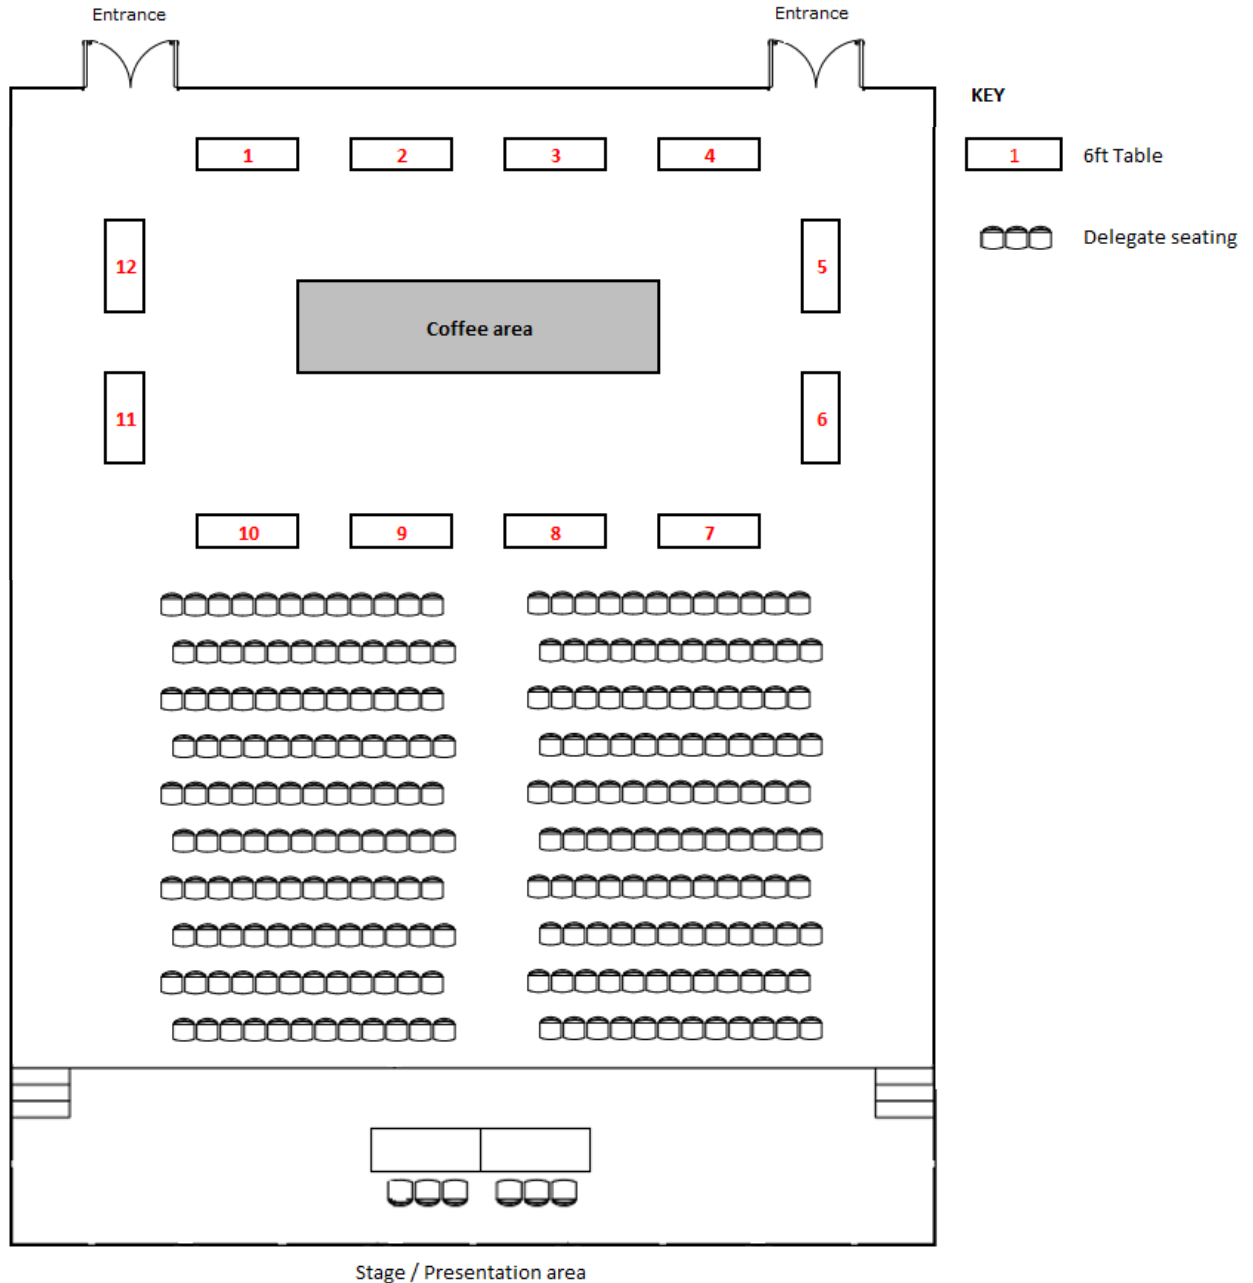 Entrance
Entrance
KEY
1 2 3 4
1 6ft Table
12 5
Delegate seating
Coffee area
11 6
10 9 8 7
Stage / Presentation area